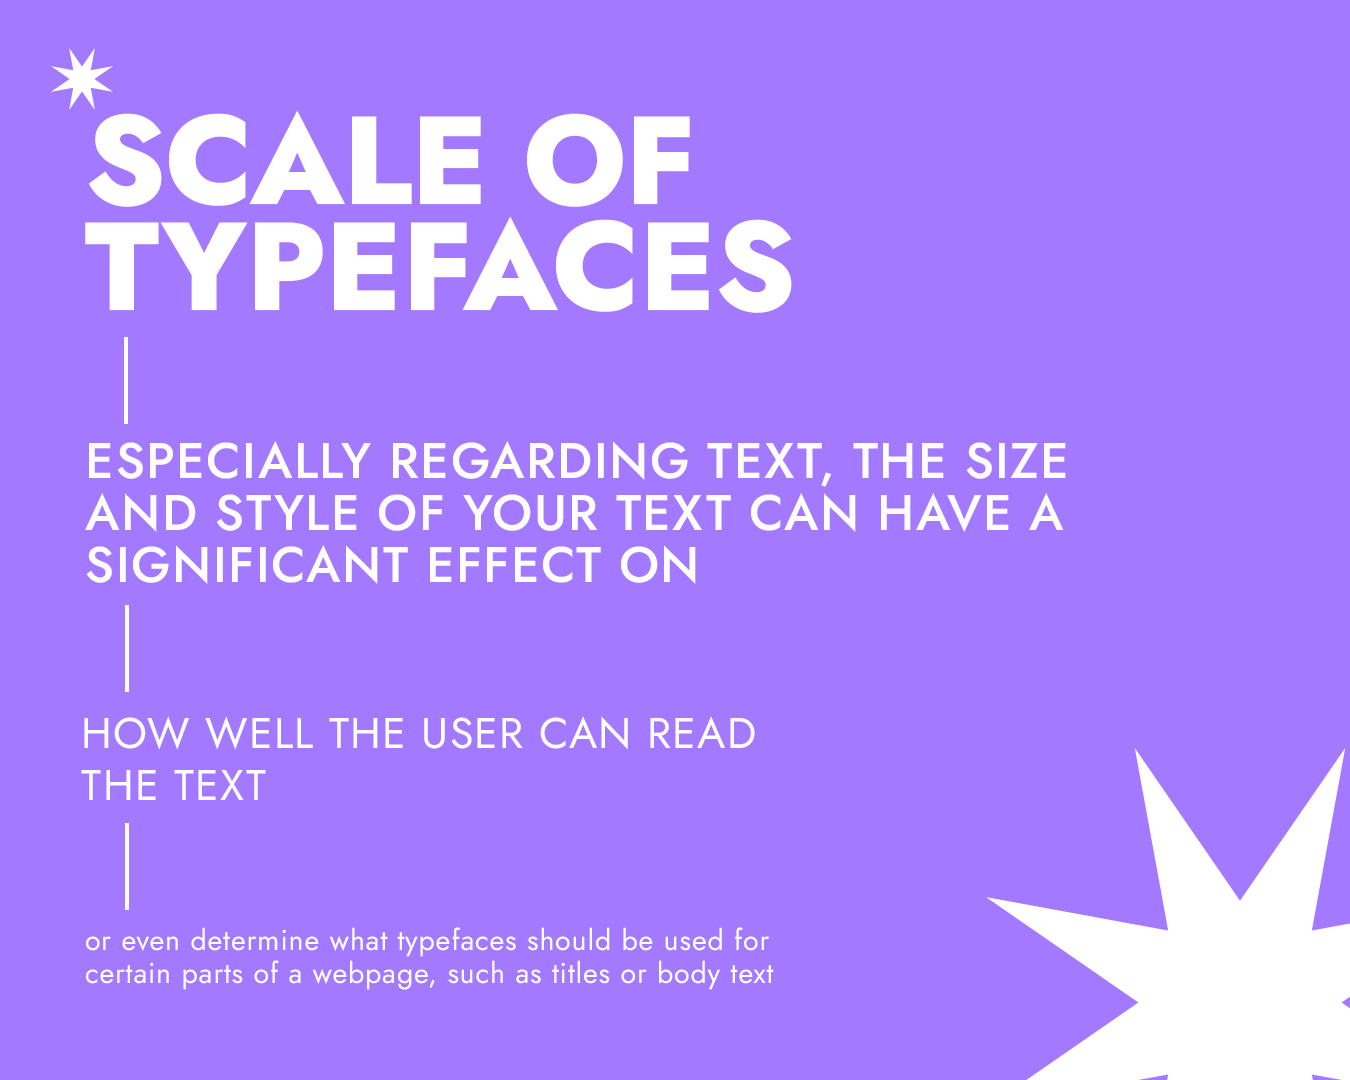 SCALE OF
TYPEFACES
ESPECIALLY REGARDING TEXT, THE SIZE
AND STYLE OF YOUR TEXT CAN HAVE A
SIGNIFICANT EFFECT ON
HOW WELL THE USER CAN READ
THE TEXT
or even determine what typefaces should be used for
certain parts of a webpage, such as titles or body text